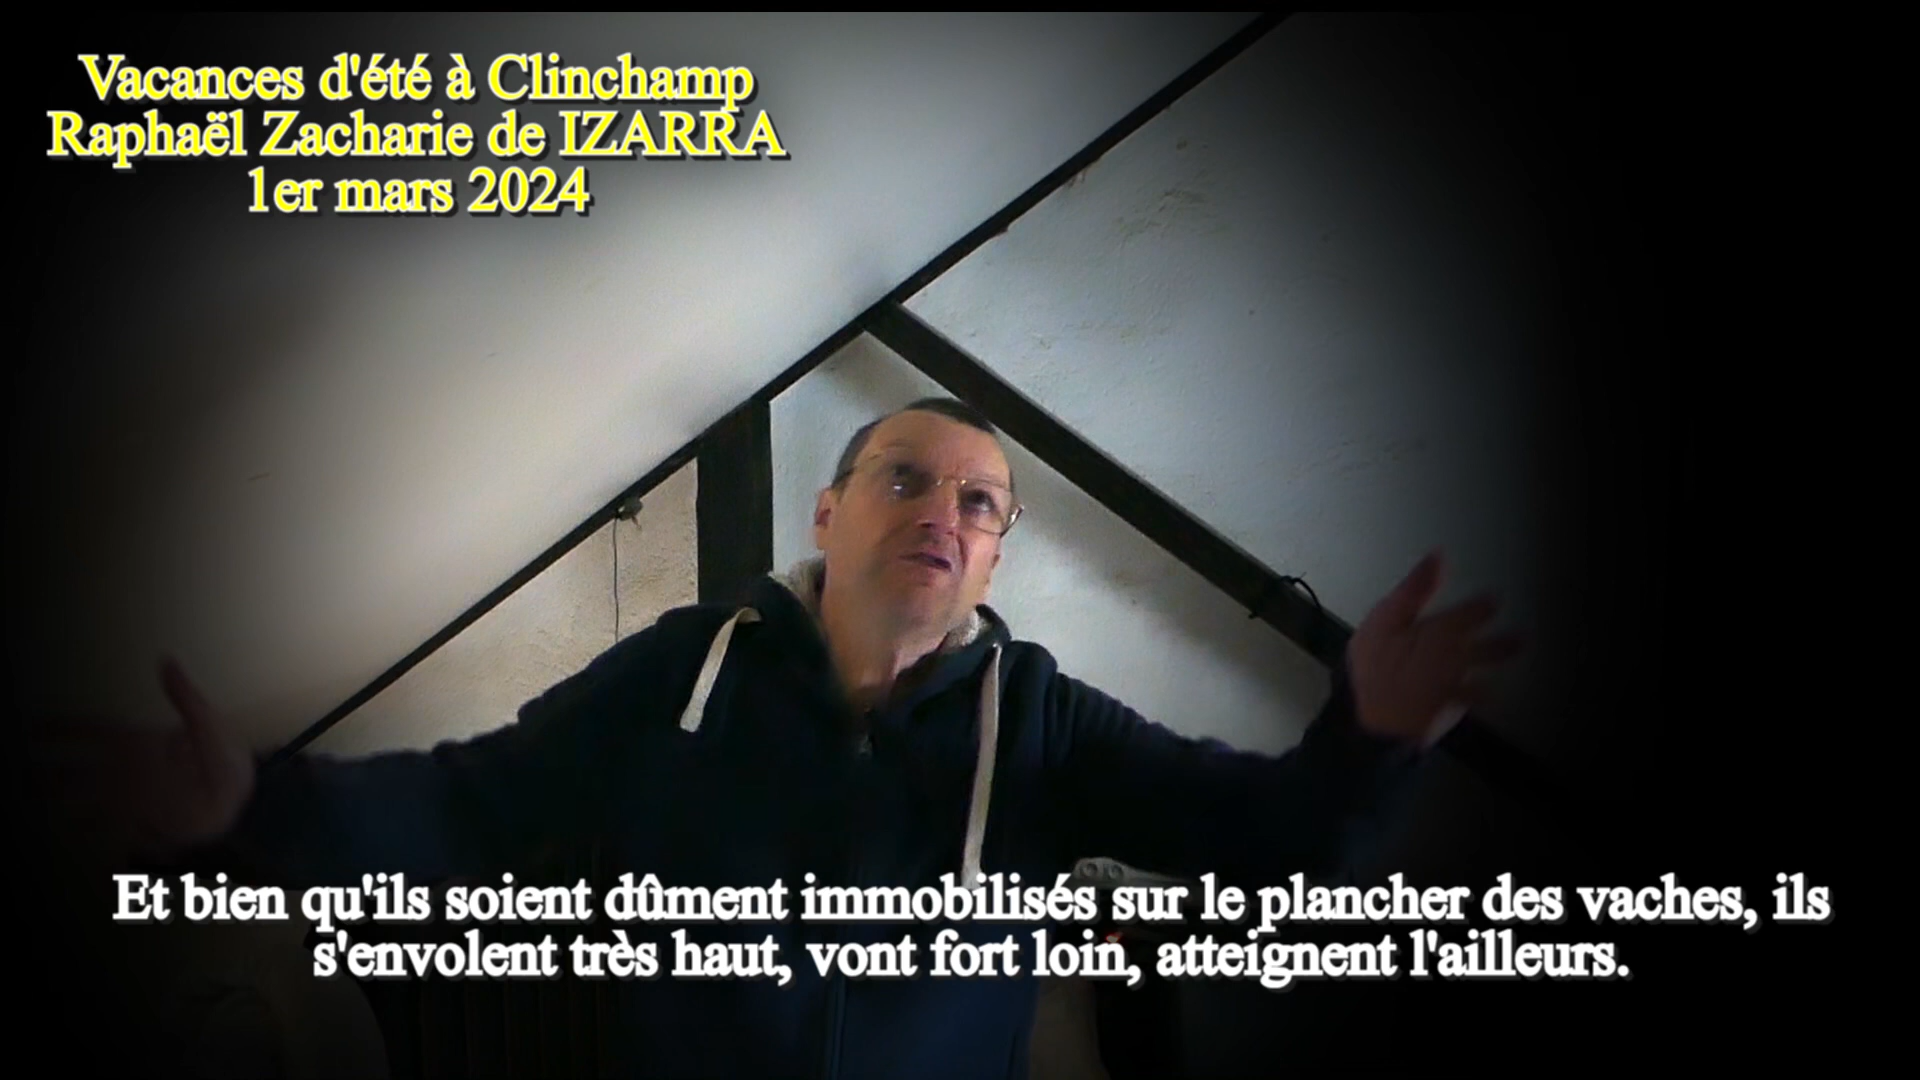 Vacances d'été à Clinchamp
Raphaël Zacharie de IZARRA
1er mars 2024
Et bien qu'ils soient dûment immobilisés sur le plancher des vaches, ils
s'envolent très haut, vont fort loin, atteignent l'ailleurs.